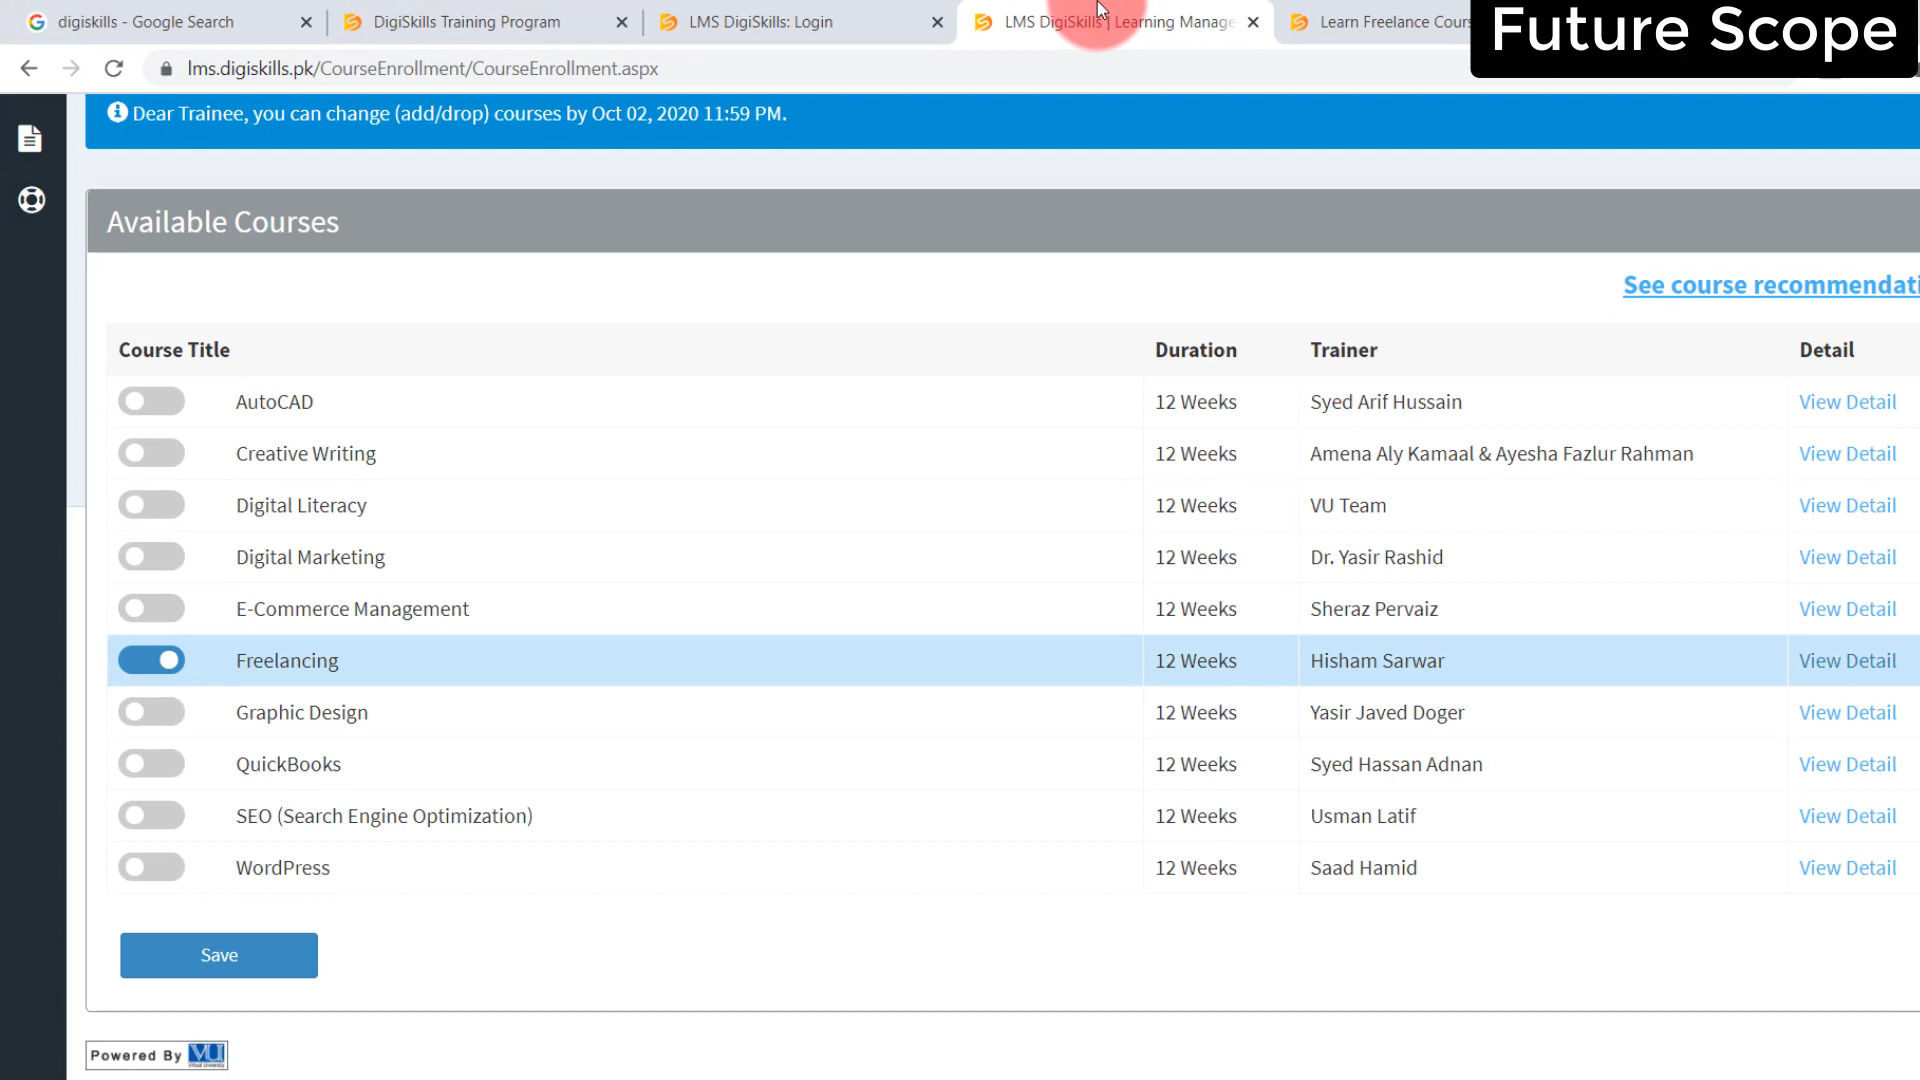 digiskills - Google Search
DigiSkills Training Program
LMS DigiSkills: Login
LMS DigiSkills | Learning Manage
Learn Freelance Cours
Future Scope
lms.digiskills.pk/CourseEnrollment/CourseEnrollment.aspx
Dear Trainee, you can change (add/drop) courses by Oct 02, 2020 11:59 PM.
Available Courses
See course recommendati
Course Title Duration Trainer Detail
AutoCAD 12 Weeks Syed Arif Hussain View Detail
Creative Writing 12 Weeks Amena Aly Kamaal & Ayesha Fazlur Rahman View Detail
Digital Literacy 12 Weeks VU Team View Detail
Digital Marketing 12 Weeks Dr. Yasir Rashid View Detail
E-Commerce Management 12 Weeks Sheraz Pervaiz View Detail
Freelancing 12 Weeks Hisham Sarwar View Detail
Graphic Design 12 Weeks Yasir Javed Doger View Detail
QuickBooks 12 Weeks Syed Hassan Adnan View Detail
SEO (Search Engine Optimization) 12 Weeks Usman Latif View Detail
WordPress 12 Weeks Saad Hamid View Detail
Save
Powered By VU
Virtual University